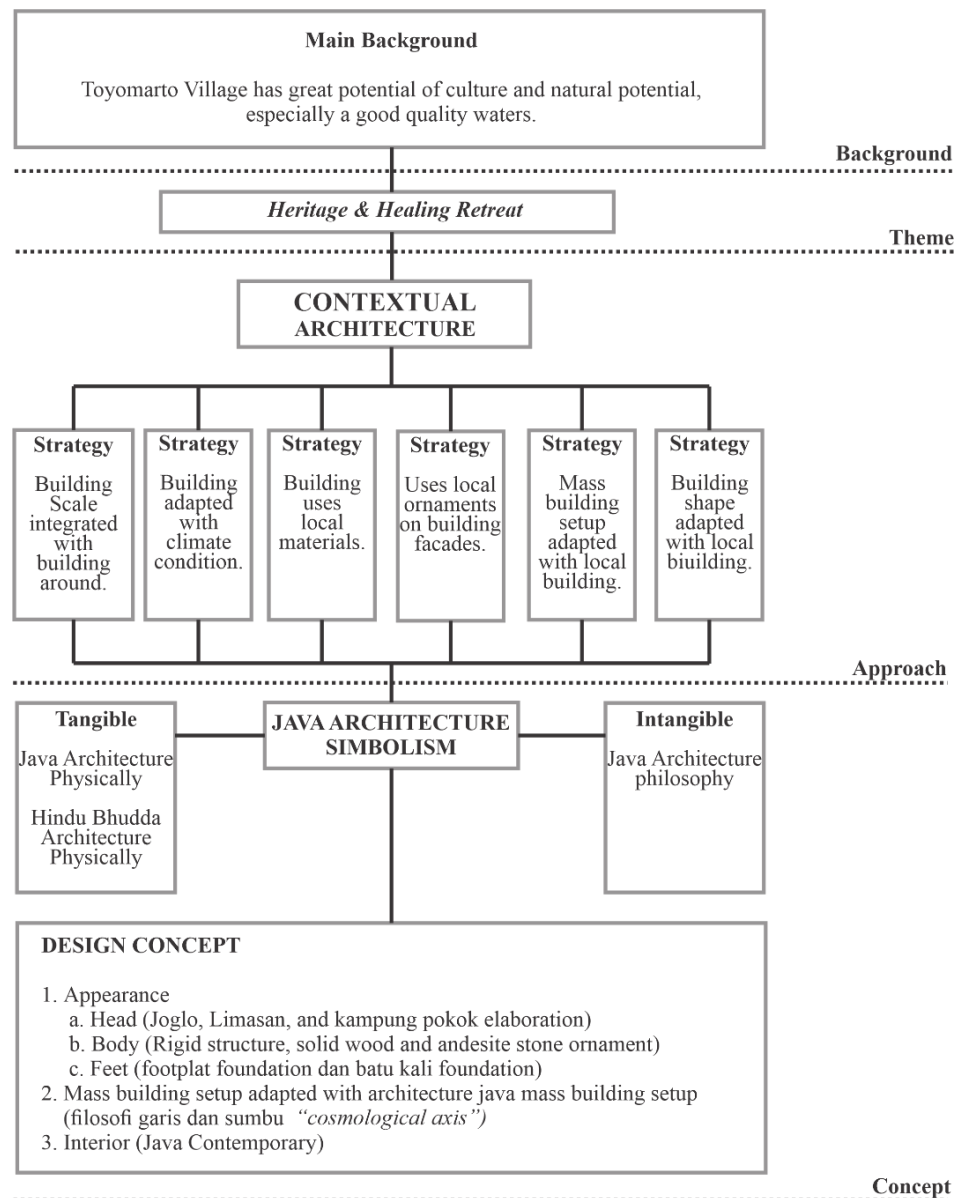 Main Background
Toyomarto Village has great potential of culture and natural potential,
especially a good quality waters.
Background
Heritage & Healing Retreat
Theme
CONTEXTUAL
ARCHITECTURE
Strategy
Building
Scale
integrated
with
building
around.
Strategy
Building
adapted
with
climate
condition.
Strategy
Building
uses
local
materials.
Strategy
Uses local
ornaments
on building
facades.
Strategy
Mass
building
setup
adapted
with local
building.
Strategy
Building
shape
adapted
with local
biuilding.
Approach
Tangible
Java Architecture
Physically
Hindu Bhudda
Architecture
Physically
JAVA ARCHITECTURE
SIMBOLISM
Intangible
Java Architecture
philosophy
DESIGN CONCEPT
1. Appearance
a. Head (Joglo, Limasan, and kampung pokok elaboration)
b. Body (Rigid structure, solid wood and andesite stone ornament)
c. Feet (footplat foundation dan batu kali foundation)
2. Mass building setup adapted with architecture java mass building setup
(filosofi garis dan sumbu “cosmological axis”)
3. Interior (Java Contemporary)
Concept